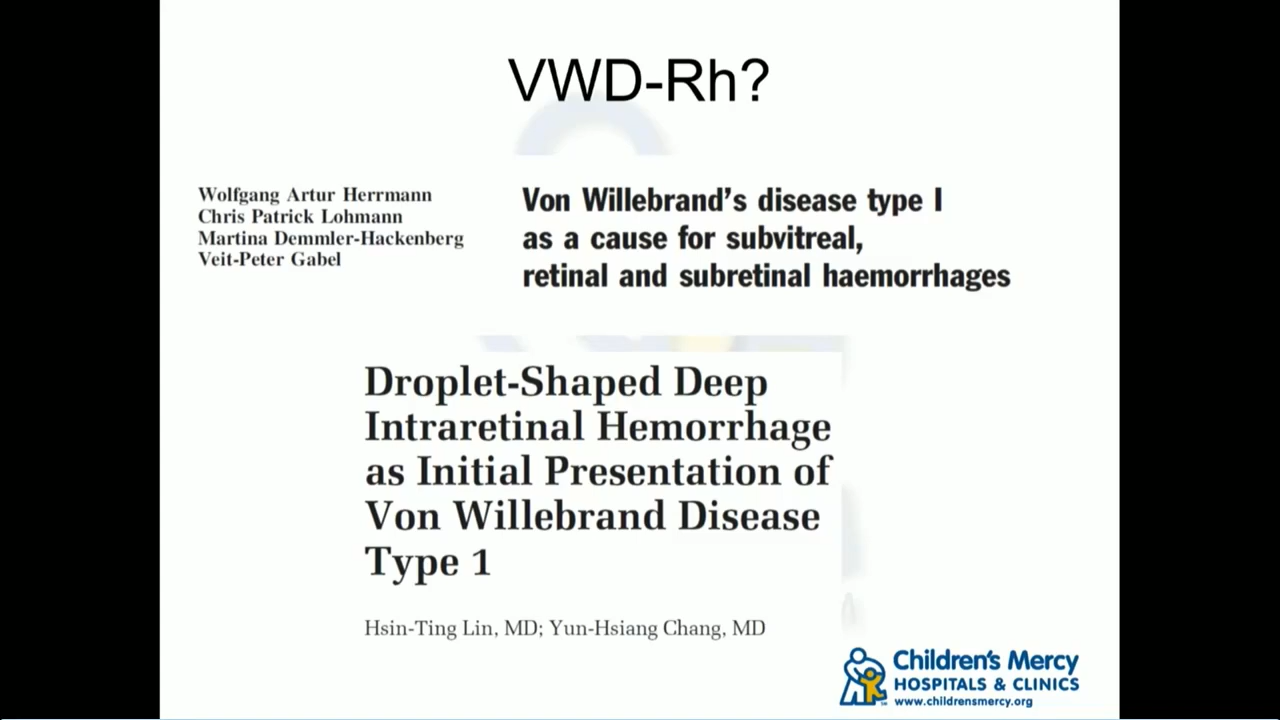 VWD-Rh?
Wolfgang Artur Herrmann
Chris Patrick Lohmann
Martina Demmler-Hackenberg
Veit-Peter Gabel
Von Willebrand's disease type I
as a cause for subvitreal,
retinal and subretinal haemorrhages
Droplet-Shaped Deep
Intraretinal Hemorrhage
as Initial Presentation of
Von Willebrand Disease
Type 1
Hsin-Ting Lin, MD; Yun-Hsiang Chang, MD
Children's Mercy
HOSPITALS & CLINICS
www.childrensmercy.org